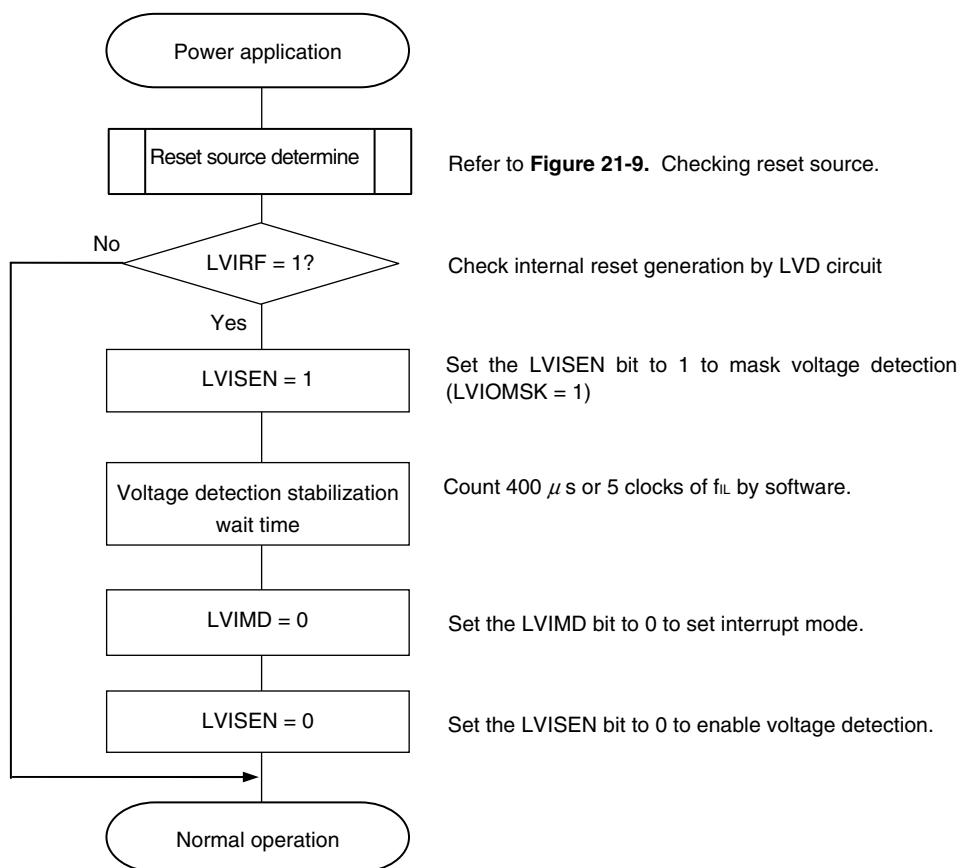 Power application
Reset source determine
Refer to Figure 21-9. Checking reset source.
No
LVIRF = 1?
Check internal reset generation by LVD circuit
Yes
LVISEN = 1
Set the LVISEN bit to 1 to mask voltage detection
(LVIOMSK = 1)
Voltage detection stabilization
wait time
Count 400 μ s or 5 clocks of fIL by software.
LVIMD = 0
Set the LVIMD bit to 0 to set interrupt mode.
LVISEN = 0
Set the LVISEN bit to 0 to enable voltage detection.
Normal operation